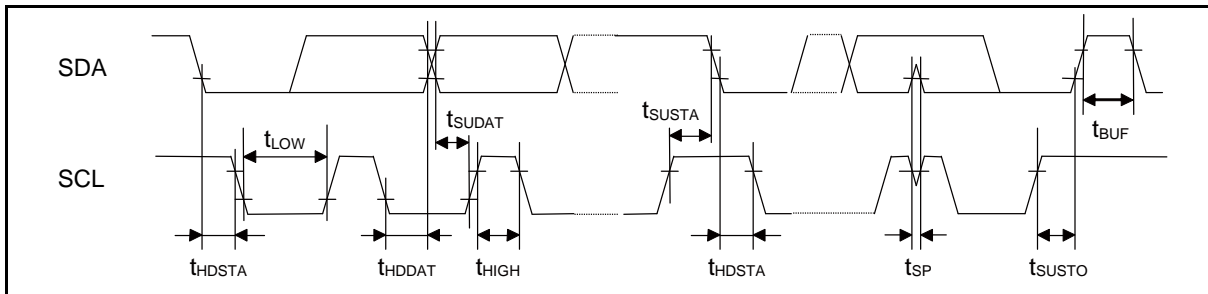 SDA
tSUDAT
tSUSTA
tBUF
tLOW
SCL
tHDSTA
tHDDAT
tHIGH
tHDSTA
tSP
tSUSTO